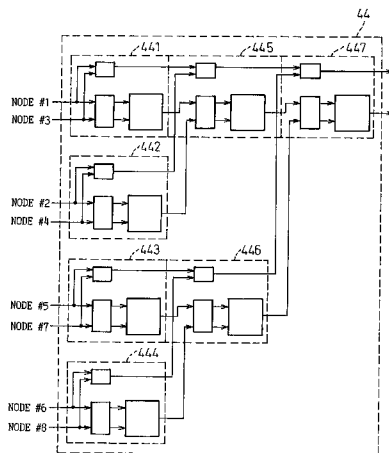 44
441
445
447
NODE #1
NODE #3
442
NODE #2
NODE #4
443
446
NODE #5
NODE #7
444
NODE #6
NODE #8